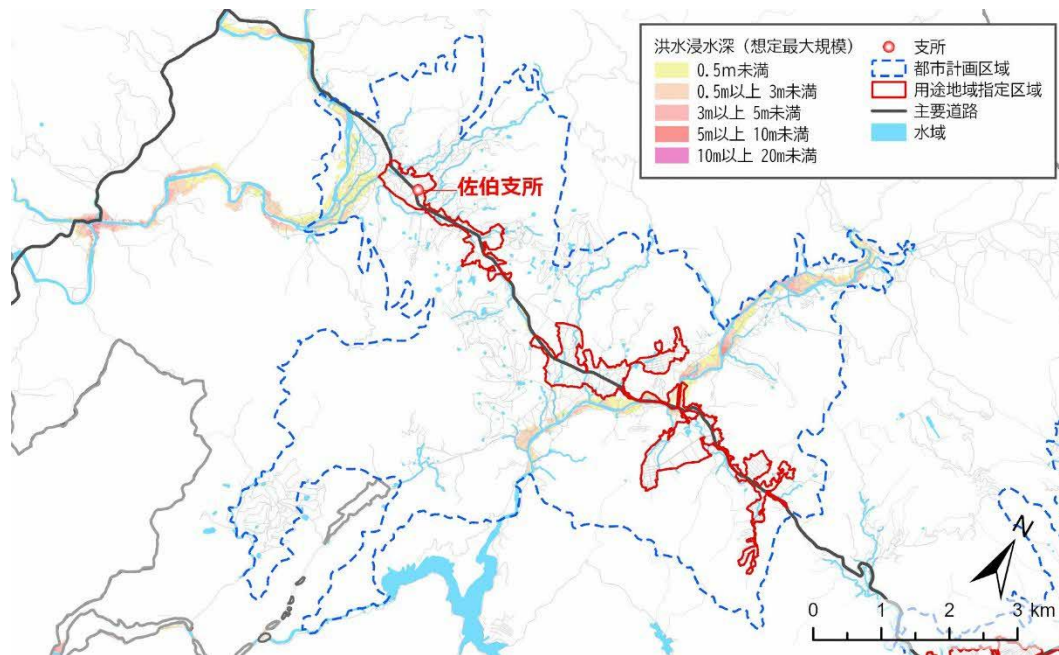 洪水浸水深（想定最大規模）
0.5m未満
0.5m以上 3m未満
3m以上 5m未満
5m以上 10m未満
10m以上 20m未満
支所
都市計画区域
用途地域指定区域
主要道路
水域
佐伯支所
N
0 1 2 3 km